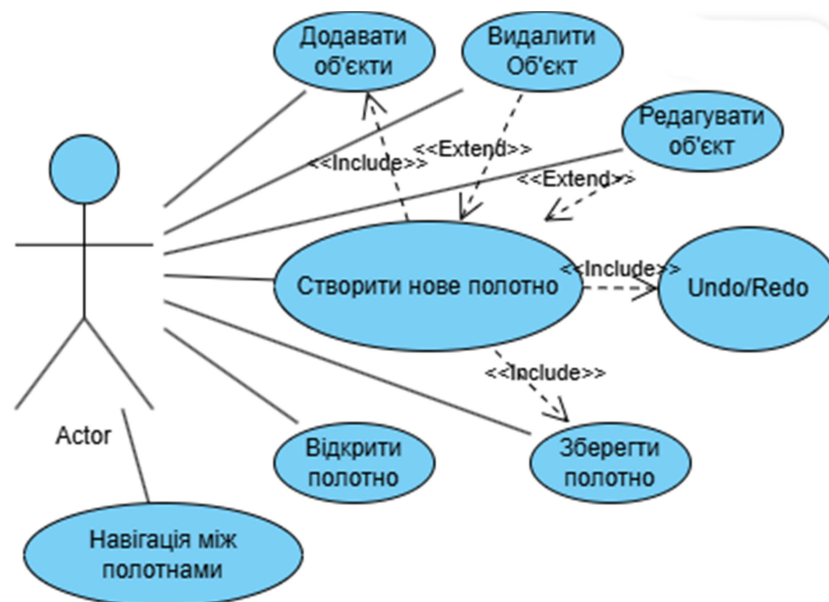 Додавати
об'єкти
Видалити
Об'єкт
Редагувати
об'єкт
<<Include>>
<<Extend>>
<<Extend>>
Створити нове полотно
<<Include>>
Undo/Redo
<<Include>>
Actor
Відкрити
полотно
Зберегти
полотно
Навігація між
полотнами